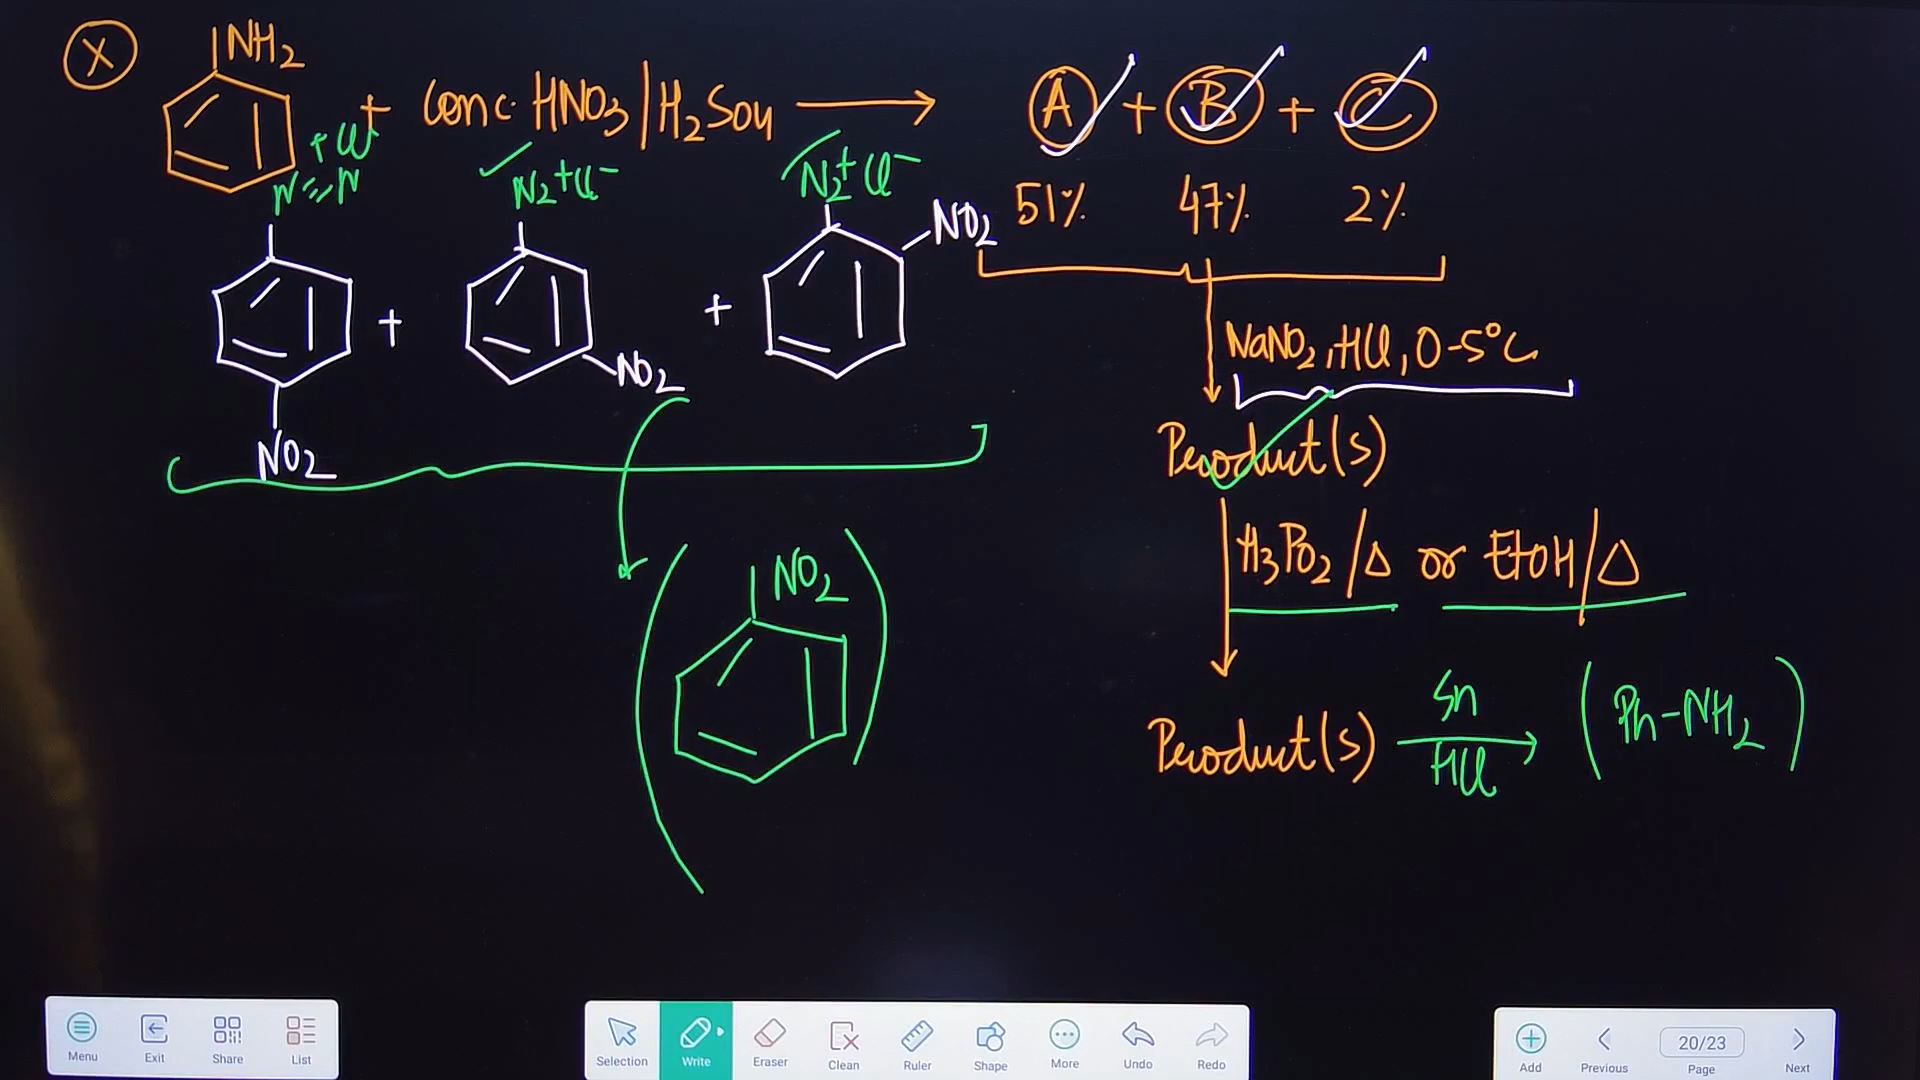 X NH2 + Conc. HNO3/H2SO4 → A + B + C
51% 47% 2%
+Cl-
N≡N N2+Cl- N2+Cl-
+ NO2 + NO2
NO2
NaNO2, HCl, 0-5°C
Product(s)
H3PO2/Δ or EtOH/Δ
NO2
Product(s) Sn/HCl → (Ph-NH2)
Menu Exit Share List
Selection Write Eraser Clean Ruler Shape More Undo Redo
Add Previous 20/23 Page Next